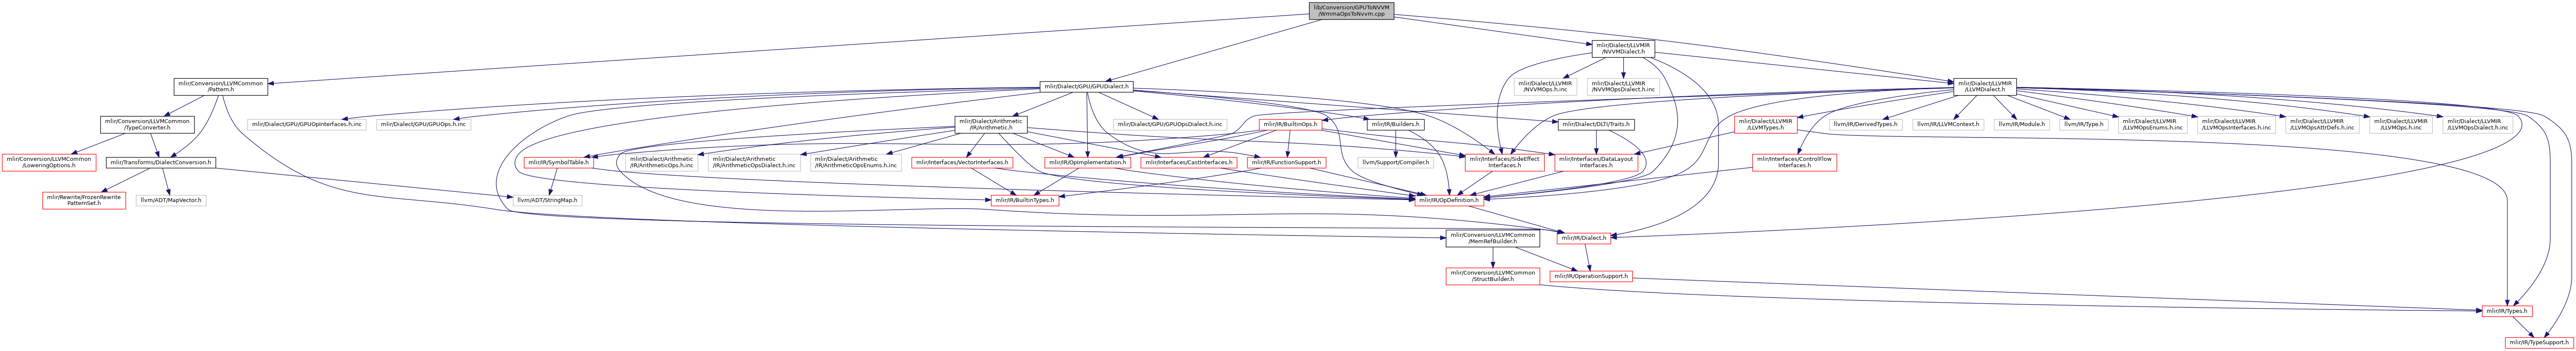 lib/Conversion/GPUToNVVM
/WmmaOpsToNvvm.cpp
mlir/Dialect/LLVMIR
/NVVMDialect.h
mlir/Conversion/LLVMCommon
/Pattern.h
mlir/Dialect/GPU/GPUDialect.h
mlir/Dialect/LLVMIR
/NVVMOps.h.inc
mlir/Dialect/LLVMIR
/NVVMOpsDialect.h.inc
mlir/Dialect/LLVMIR
/LLVMDialect.h
mlir/Conversion/LLVMCommon
/TypeConverter.h
mlir/Dialect/GPU/GPUOpInterfaces.h.inc
mlir/Dialect/GPU/GPUOps.h.inc
mlir/Dialect/Arithmetic
/IR/Arithmetic.h
mlir/Dialect/GPU/GPUOpsDialect.h.inc
mlir/IR/BuiltinOps.h
mlir/IR/Builders.h
mlir/Dialect/DLTI/Traits.h
mlir/Dialect/LLVMIR
/LLVMTypes.h
llvm/IR/DerivedTypes.h
llvm/IR/LLVMContext.h
llvm/IR/Module.h
llvm/IR/Type.h
mlir/Dialect/LLVMIR
/LLVMOpsEnums.h.inc
mlir/Dialect/LLVMIR
/LLVMOpsInterfaces.h.inc
mlir/Dialect/LLVMIR
/LLVMOpsAttrDefs.h.inc
mlir/Dialect/LLVMIR
/LLVMOps.h.inc
mlir/Dialect/LLVMIR
/LLVMOpsDialect.h.inc
mlir/Conversion/LLVMCommon
/LoweringOptions.h
mlir/Transforms/DialectConversion.h
mlir/IR/SymbolTable.h
mlir/Dialect/Arithmetic
/IR/ArithmeticOps.h.inc
mlir/Dialect/Arithmetic
/IR/ArithmeticOpsDialect.h.inc
mlir/Dialect/Arithmetic
/IR/ArithmeticOpsEnums.h.inc
mlir/Interfaces/VectorInterfaces.h
mlir/IR/OpImplementation.h
mlir/Interfaces/CastInterfaces.h
mlir/IR/FunctionSupport.h
llvm/Support/Compiler.h
mlir/Interfaces/SideEffect
Interfaces.h
mlir/Interfaces/DataLayout
Interfaces.h
mlir/Interfaces/ControlFlow
Interfaces.h
mlir/Rewrite/FrozenRewrite
PatternSet.h
llvm/ADT/MapVector.h
llvm/ADT/StringMap.h
mlir/IR/BuiltinTypes.h
mlir/IR/OpDefinition.h
mlir/Conversion/LLVMCommon
/MemRefBuilder.h
mlir/IR/Dialect.h
mlir/Conversion/LLVMCommon
/StructBuilder.h
mlir/IR/OperationSupport.h
mlir/IR/Types.h
mlir/IR/TypeSupport.h